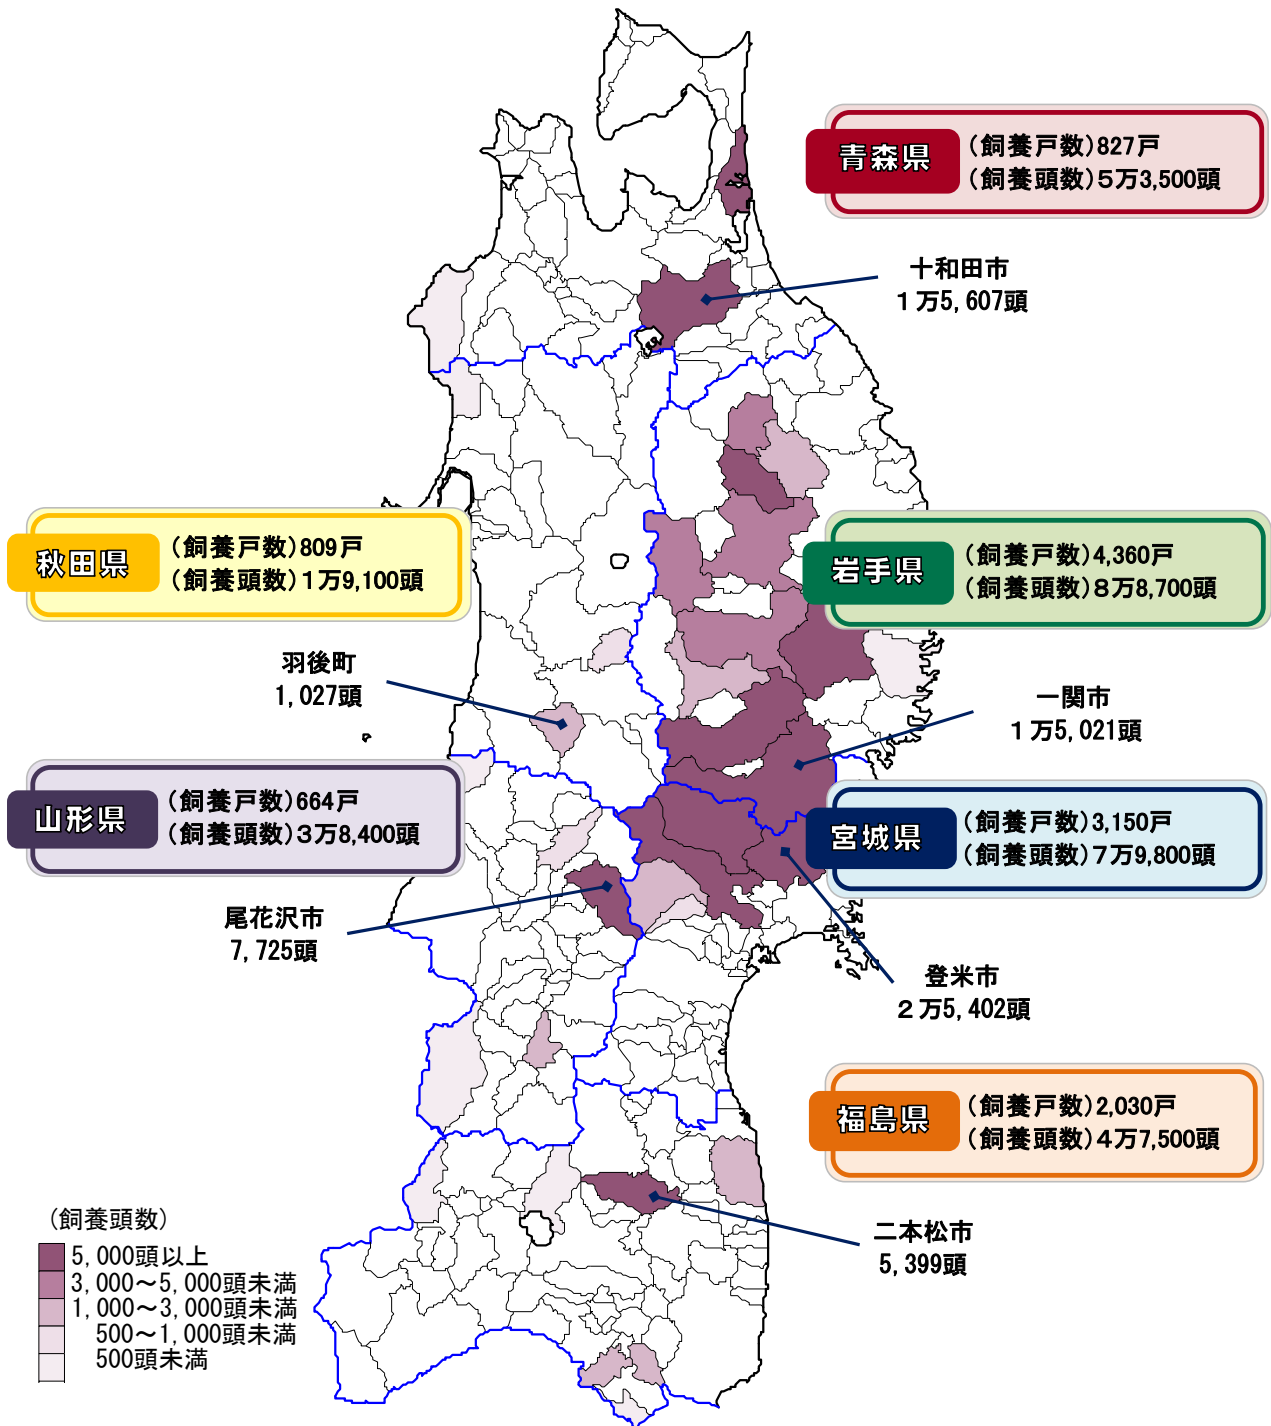 青森県
(飼養戸数)827戸
(飼養頭数)５万3,500頭
十和田市
１万5,607頭
秋田県
(飼養戸数)809戸
(飼養頭数)１万9,100頭
岩手県
(飼養戸数)4,360戸
(飼養頭数)８万8,700頭
羽後町
1,027頭
一関市
１万5,021頭
山形県
(飼養戸数)664戸
(飼養頭数)３万8,400頭
宮城県
(飼養戸数)3,150戸
(飼養頭数)７万9,800頭
尾花沢市
7,725頭
登米市
２万5,402頭
福島県
(飼養戸数)2,030戸
(飼養頭数)４万7,500頭
二本松市
5,399頭
(飼養頭数)
5,000頭以上
3,000～5,000頭未満
1,000～3,000頭未満
500～1,000頭未満
500頭未満